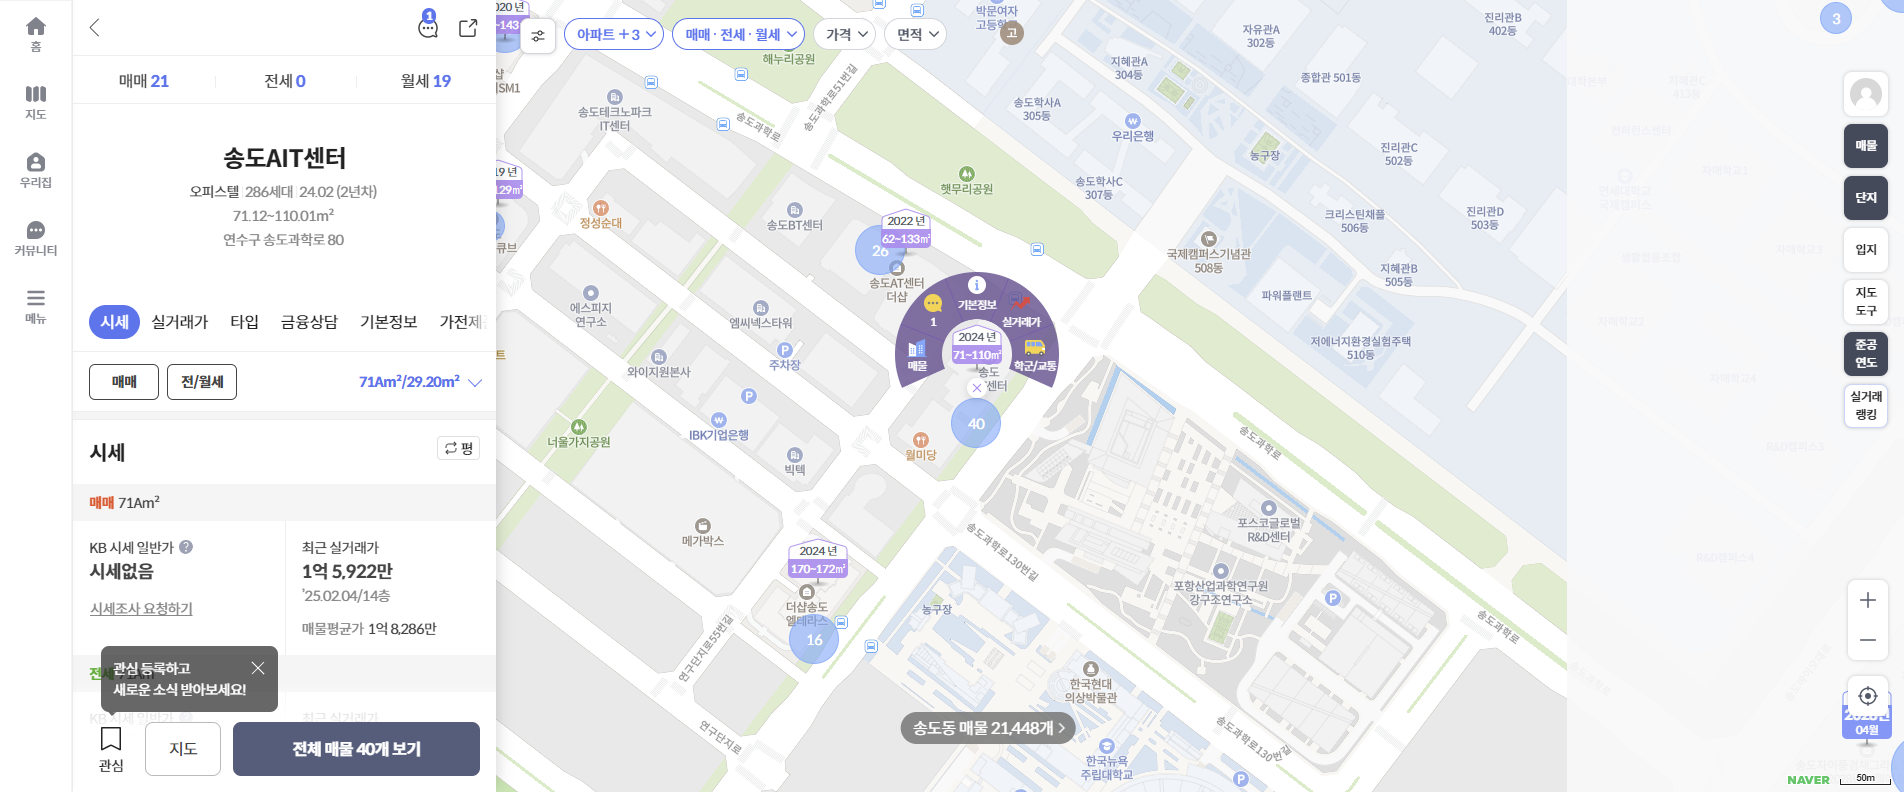 홈
지도
우리집
커뮤니티
메뉴
1
매매 21
전세 0
월세 19
송도AIT센터
오피스텔 286세대 24.02 (2년차)
71.12~110.01m²
연수구 송도과학로 80
시세
실거래가
타입
금융상담
기본정보
가전제
매매
전/월세
71Am²/29.20m²
시세
평
매매 71Am²
KB 시세 일반가 ?
시세없음
시세조사 요청하기
최근 실거래가
1억 5,922만
'25.02.04/14층
매물평균가 1억 8,286만
전세
관심 등록하고
새로운 소식 받아보세요!
KB 시세 일반가
최근 실거래가
관심
지도
전체 매물 40개 보기
020 년
~143
아파트 + 3
매매 · 전세 · 월세
가격
면적
박문여자
고등학
고
해누리공원
진리관B
402동
자유관A
302동
지혜관A
304동
종합관 501동
송도학사A
305동
우리은행
농구장
진리관C
502동
송도학사C
307동
크리스틴채플
506동
진리관D
503동
국제캠퍼스기념관
508동
지혜관B
505동
파워플랜트
저에너지환경실험주택
510동
SM1
송도테크노파크
IT센터
송도과학로
송도과학로51번길
햇무리공원
19 년
129㎡
정성순대
송도BT센터
큐브
2022 년
62~133㎡
26
송도AT센터
더샵
에스피지
연구소
엠씨넥스타워
주차장
와이지원본사
IBK기업은행
너울가지공원
빅텍
월미당
메가박스
기본정보
1
실거래가
매물
학군/교통
2024 년
71~110㎡
송도
센터
40
송도과학로
포스코글로벌
R&D센터
송도과학로130번길
포항산업과학연구원
강구조연구소
2024 년
170~172㎡
더샵송도
엘테라스
16
농구장
연구단지로55번길
연구단지로
한국현대
의상박물관
송도동 매물 21,448개 >
한국뉴욕
주립대학교
송도과학로130번길
송도과학로
3
매물
단지
입지
지도
도구
준공
연도
실거래
랭킹
04월
NAVER
50m